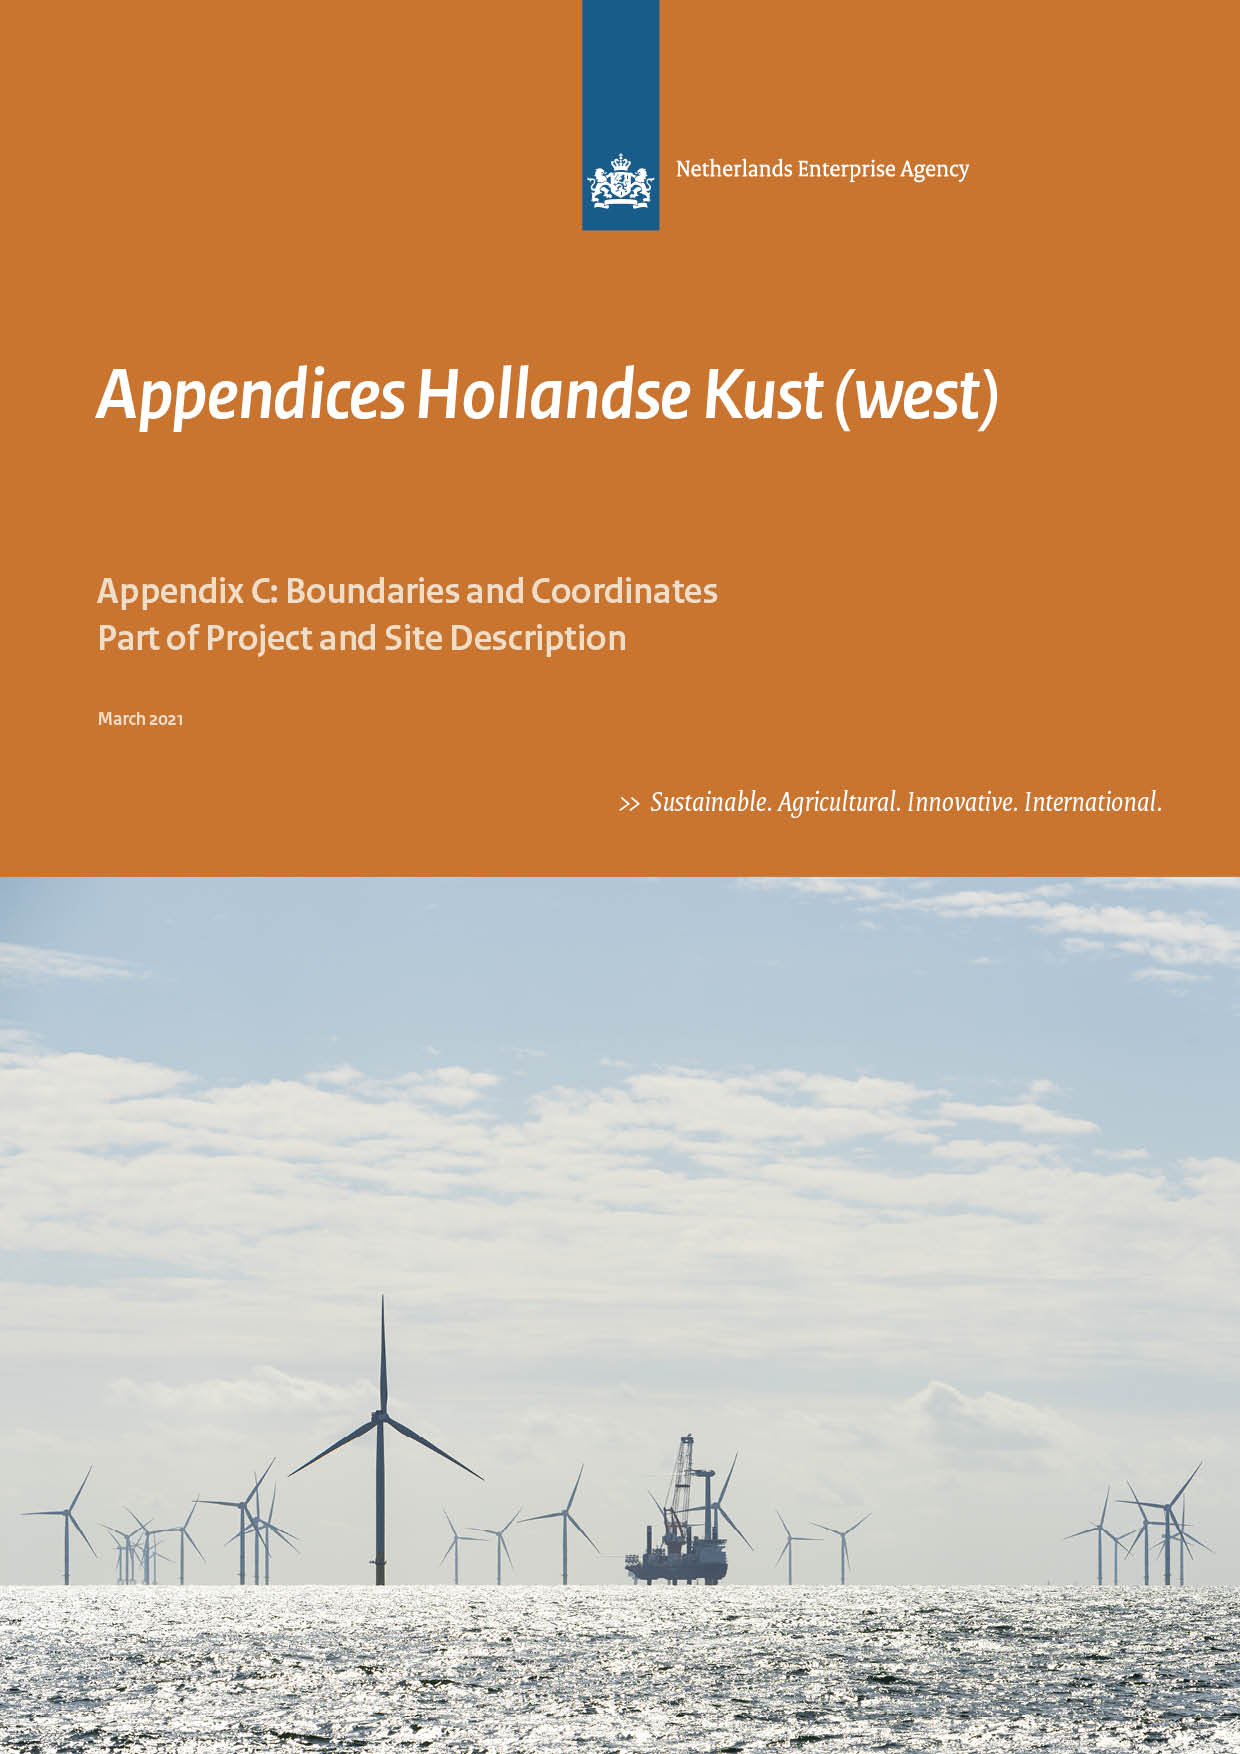 Netherlands Enterprise Agency
Appendices Hollandse Kust (west)
Appendix C: Boundaries and Coordinates
Part of Project and Site Description
March 2021
>> Sustainable. Agricultural. Innovative. International.